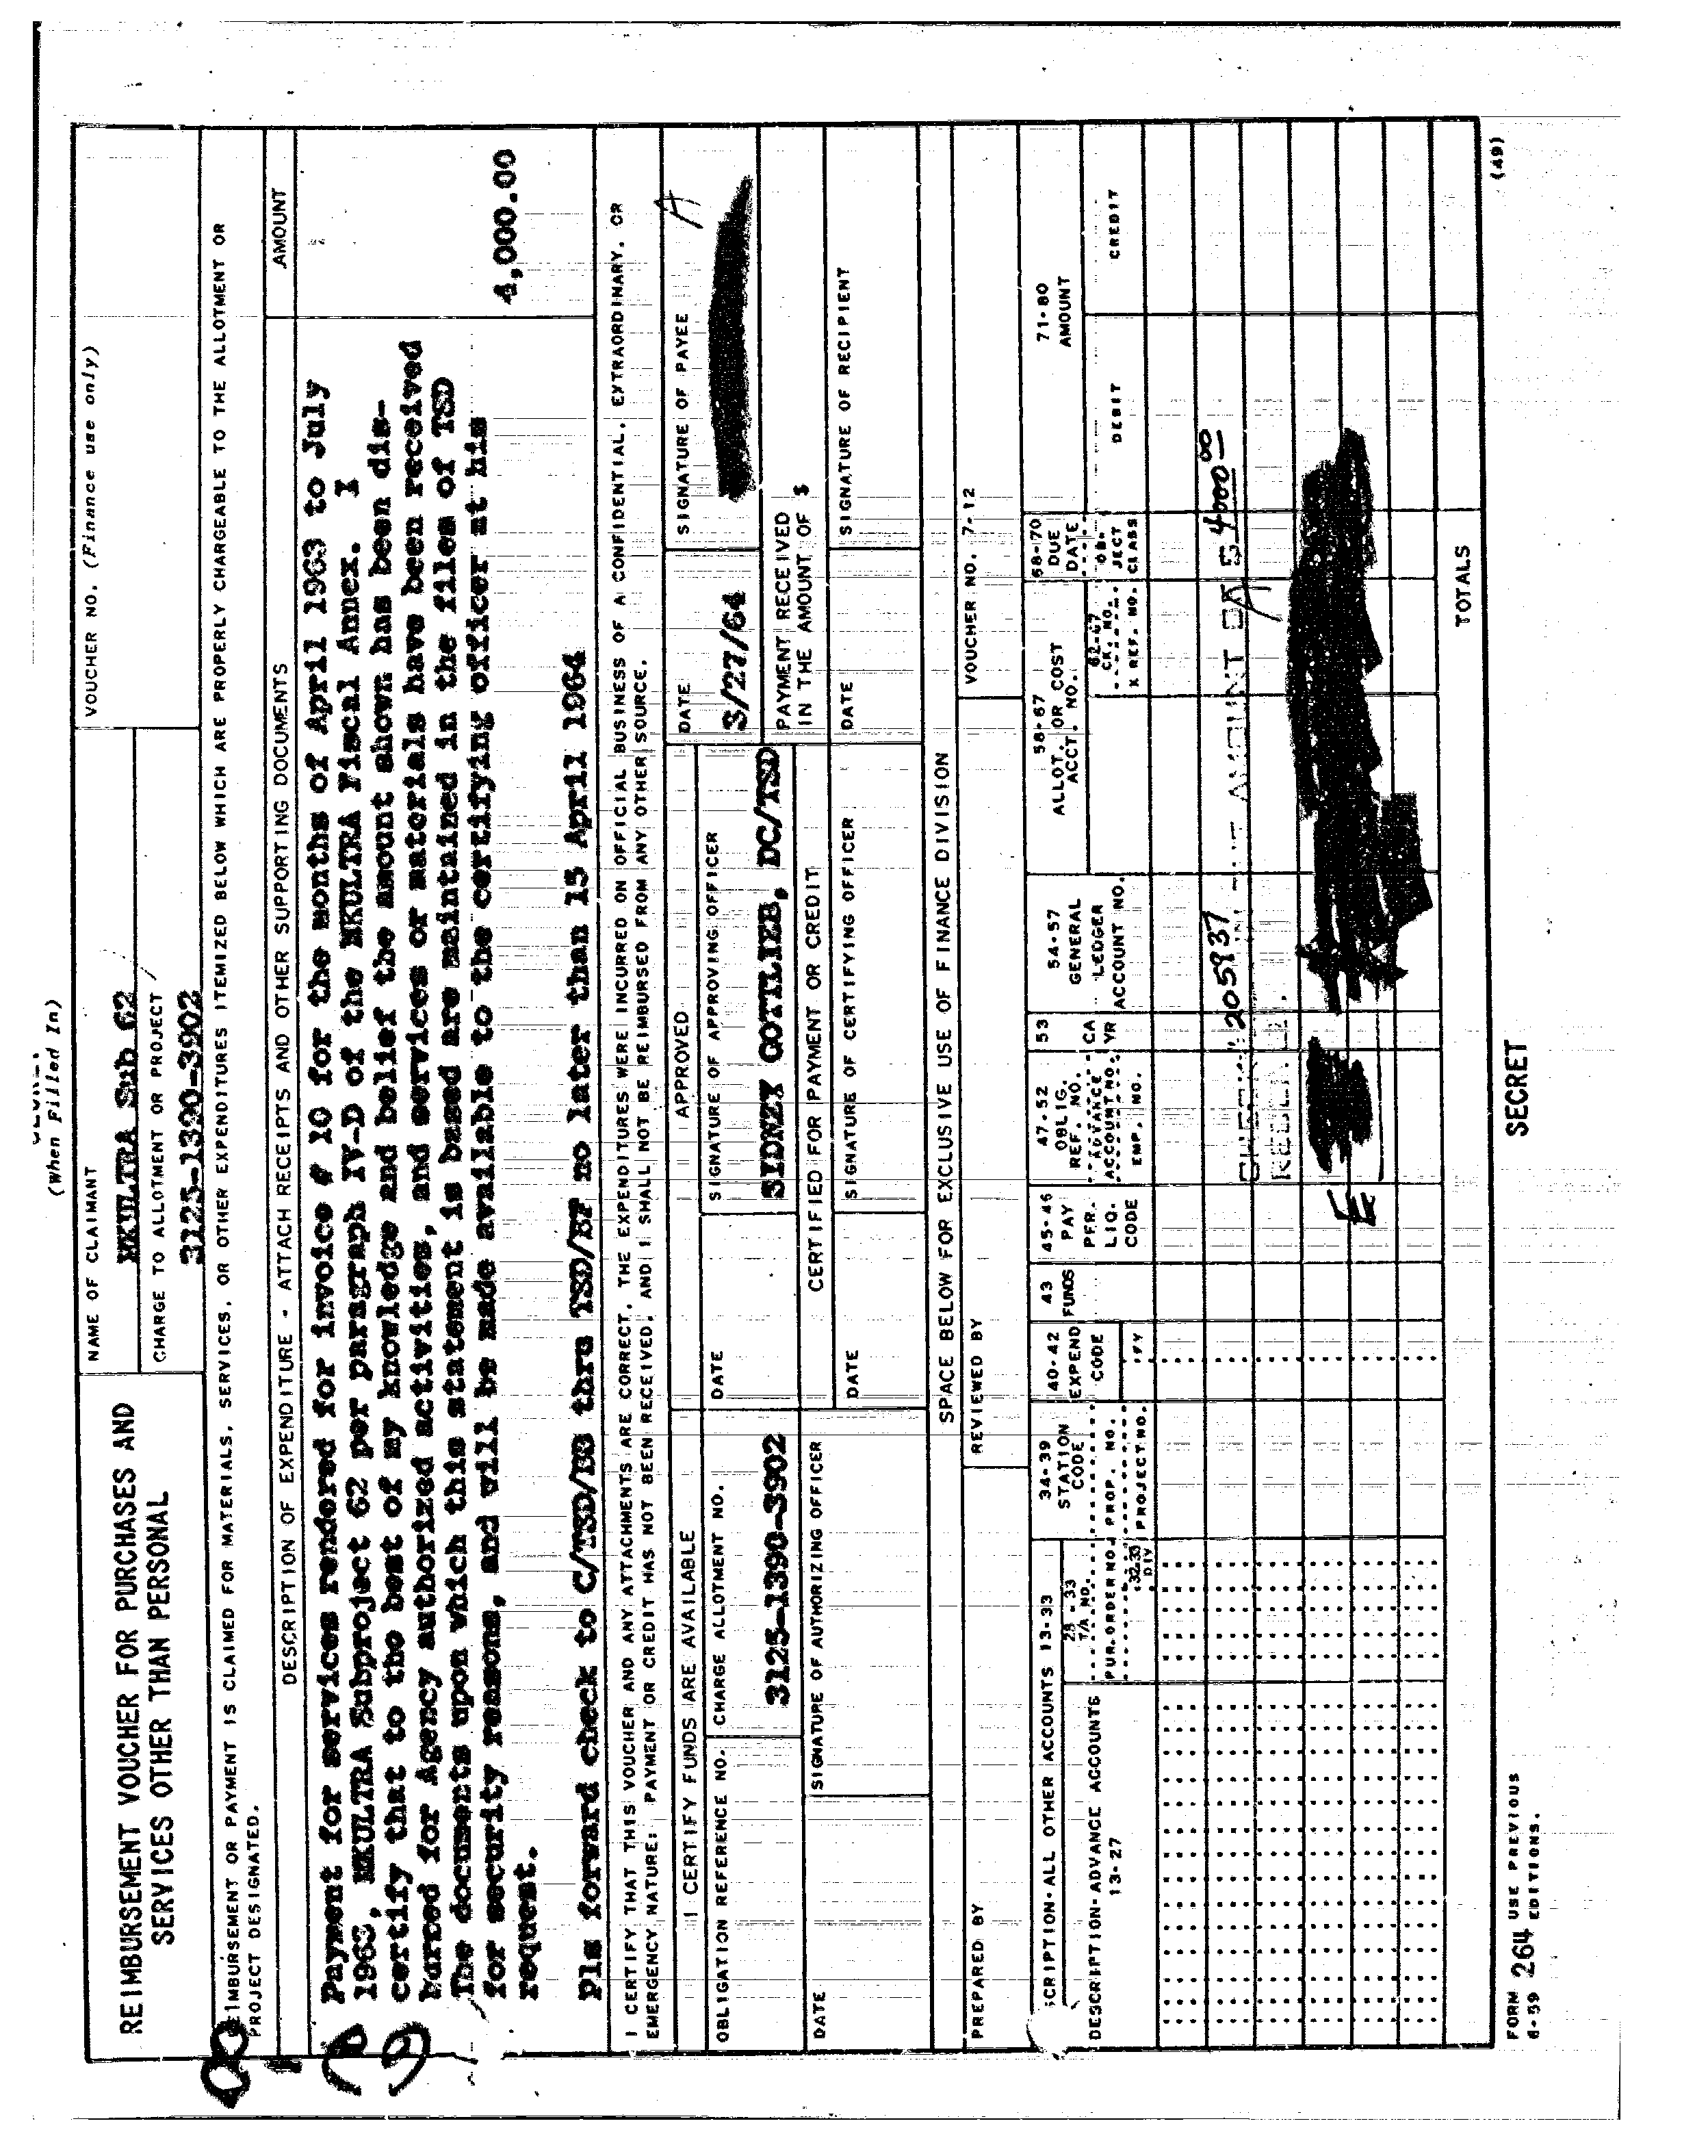 (When Filled In)
REIMBURSEMENT VOUCHER FOR PURCHASES AND
SERVICES OTHER THAN PERSONAL
NAME OF CLAIMANT
MKULTRA Sub 62
CHARGE TO ALLOTMENT OR PROJECT
3125-1390-3902
VOUCHER NO. (Finance use only)
REIMBURSEMENT OR PAYMENT IS CLAIMED FOR MATERIALS, SERVICES, OR OTHER EXPENDITURES ITEMIZED BELOW WHICH ARE PROPERLY CHARGEABLE TO THE ALLOTMENT OR
PROJECT DESIGNATED.
DESCRIPTION OF EXPENDITURE - ATTACH RECEIPTS AND OTHER SUPPORTING DOCUMENTS
AMOUNT
Payment for services rendered for invoice # 10 for the months of April 1963 to July
1963, MKULTRA Subproject 62 per paragraph IV-D of the MKULTRA Fiscal Annex. I
certify that to the best of my knowledge and belief the amount shown has been dis-
bursed for Agency authorized activities, and services or materials have been received
The documents upon which this statement is based are maintained in the files of TSD
for security reasons, and will be made available to the certifying officer at his
request.
4,000.00
Pls forward check to C/TSD/BB thru TSD/BF no later than 15 April 1964
I CERTIFY THAT THIS VOUCHER AND ANY ATTACHMENTS ARE CORRECT, THE EXPENDITURES WERE INCURED ON OFFICIAL BUSINESS OF A CONFIDENTIAL, EXTRAORDINARY, OR
EMERGENCY NATURE; PAYMENT OR CREDIT HAS NOT BEEN RECEIVED, AND I SHALL NOT BE REIMBURSED FROM ANY OTHER SOURCE.
I CERTIFY FUNDS ARE AVAILABLE
APPROVED
DATE
3/27/64
SIGNATURE OF PAYEE
A
OBLIGATION REFERENCE NO.
CHARGE ALLOTMENT NO.
3125-1390-3902
DATE
SIGNATURE OF APPROVING OFFICER
SIDNEY GOTTLIEB, DC/TSD
PAYMENT RECEIVED
IN THE AMOUNT OF $
DATE
SIGNATURE OF AUTHORIZING OFFICER
CERTIFIED FOR PAYMENT OR CREDIT
DATE
SIGNATURE OF CERTIFYING OFFICER
DATE
SIGNATURE OF RECIPIENT
SPACE BELOW FOR EXCLUSIVE USE OF FINANCE DIVISION
PREPARED BY
REVIEWED BY
VOUCHER NO. 7-12
SCRIPTION-ALL OTHER ACCOUNTS 13-33
DESCRIPTION-ADVANCE ACCOUNTS
13-27
28-33
T/A NO.
PUR.ORDER NO.
32-33
DIV
34-39
STATION
CODE
PROP. NO.
PROJECT NO.
40-42
EXPEND
CODE
43
FUNDS
45-46
PAY
PER.
LIQ.
CODE
47-52
OBLIG.
REF. NO.
ADVANCE
ACCOUNT NO.
EMP. NO.
53
CA
YR
54-57
GENERAL
LEDGER
ACCOUNT NO.
58-67
ALLOT. OR COST
ACCT. NO.
62-67
CK. NO.
X REF. NO.
68-70
DUE
DATE
OB-
JECT
CLASS
71-80
AMOUNT
DEBIT
CREDIT
205937
AMOUNT OF $ 4000 00
A
E
TOTALS
FORM 264 USE PREVIOUS
6-59 EDITIONS.
SECRET
(49)